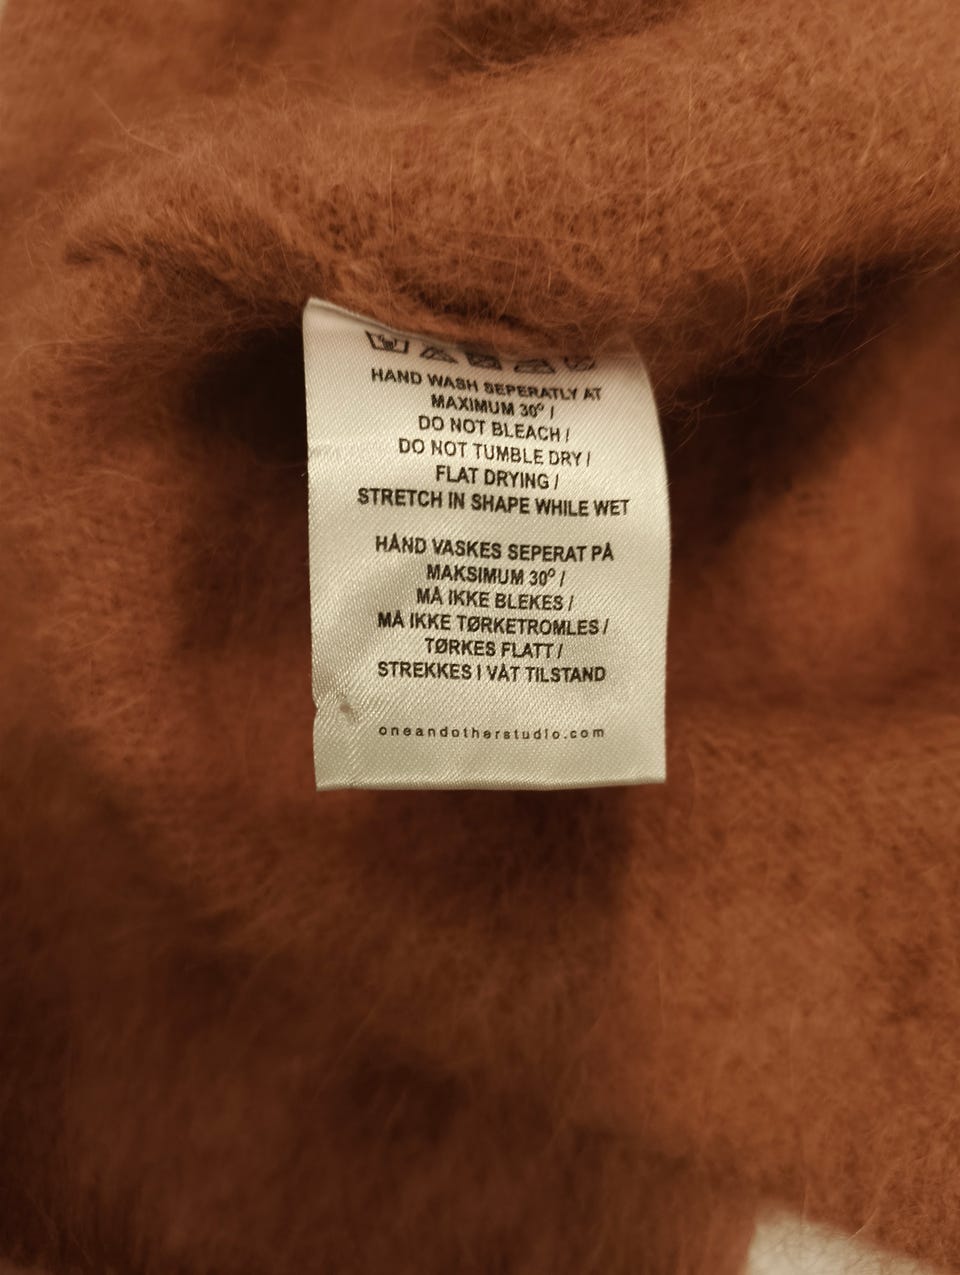 HAND WASH SEPERATLY AT
MAXIMUM 30° /
DO NOT BLEACH /
DO NOT TUMBLE DRY /
FLAT DRYING /
STRETCH IN SHAPE WHILE WET
HÅND VASKES SEPERAT PÅ
MAKSIMUM 30° /
MÅ IKKE BLEKES /
MÅ IKKE TØRKETROMLES /
TØRKES FLATT /
STREKKES I VÅT TILSTAND
oneandotherstudio.com